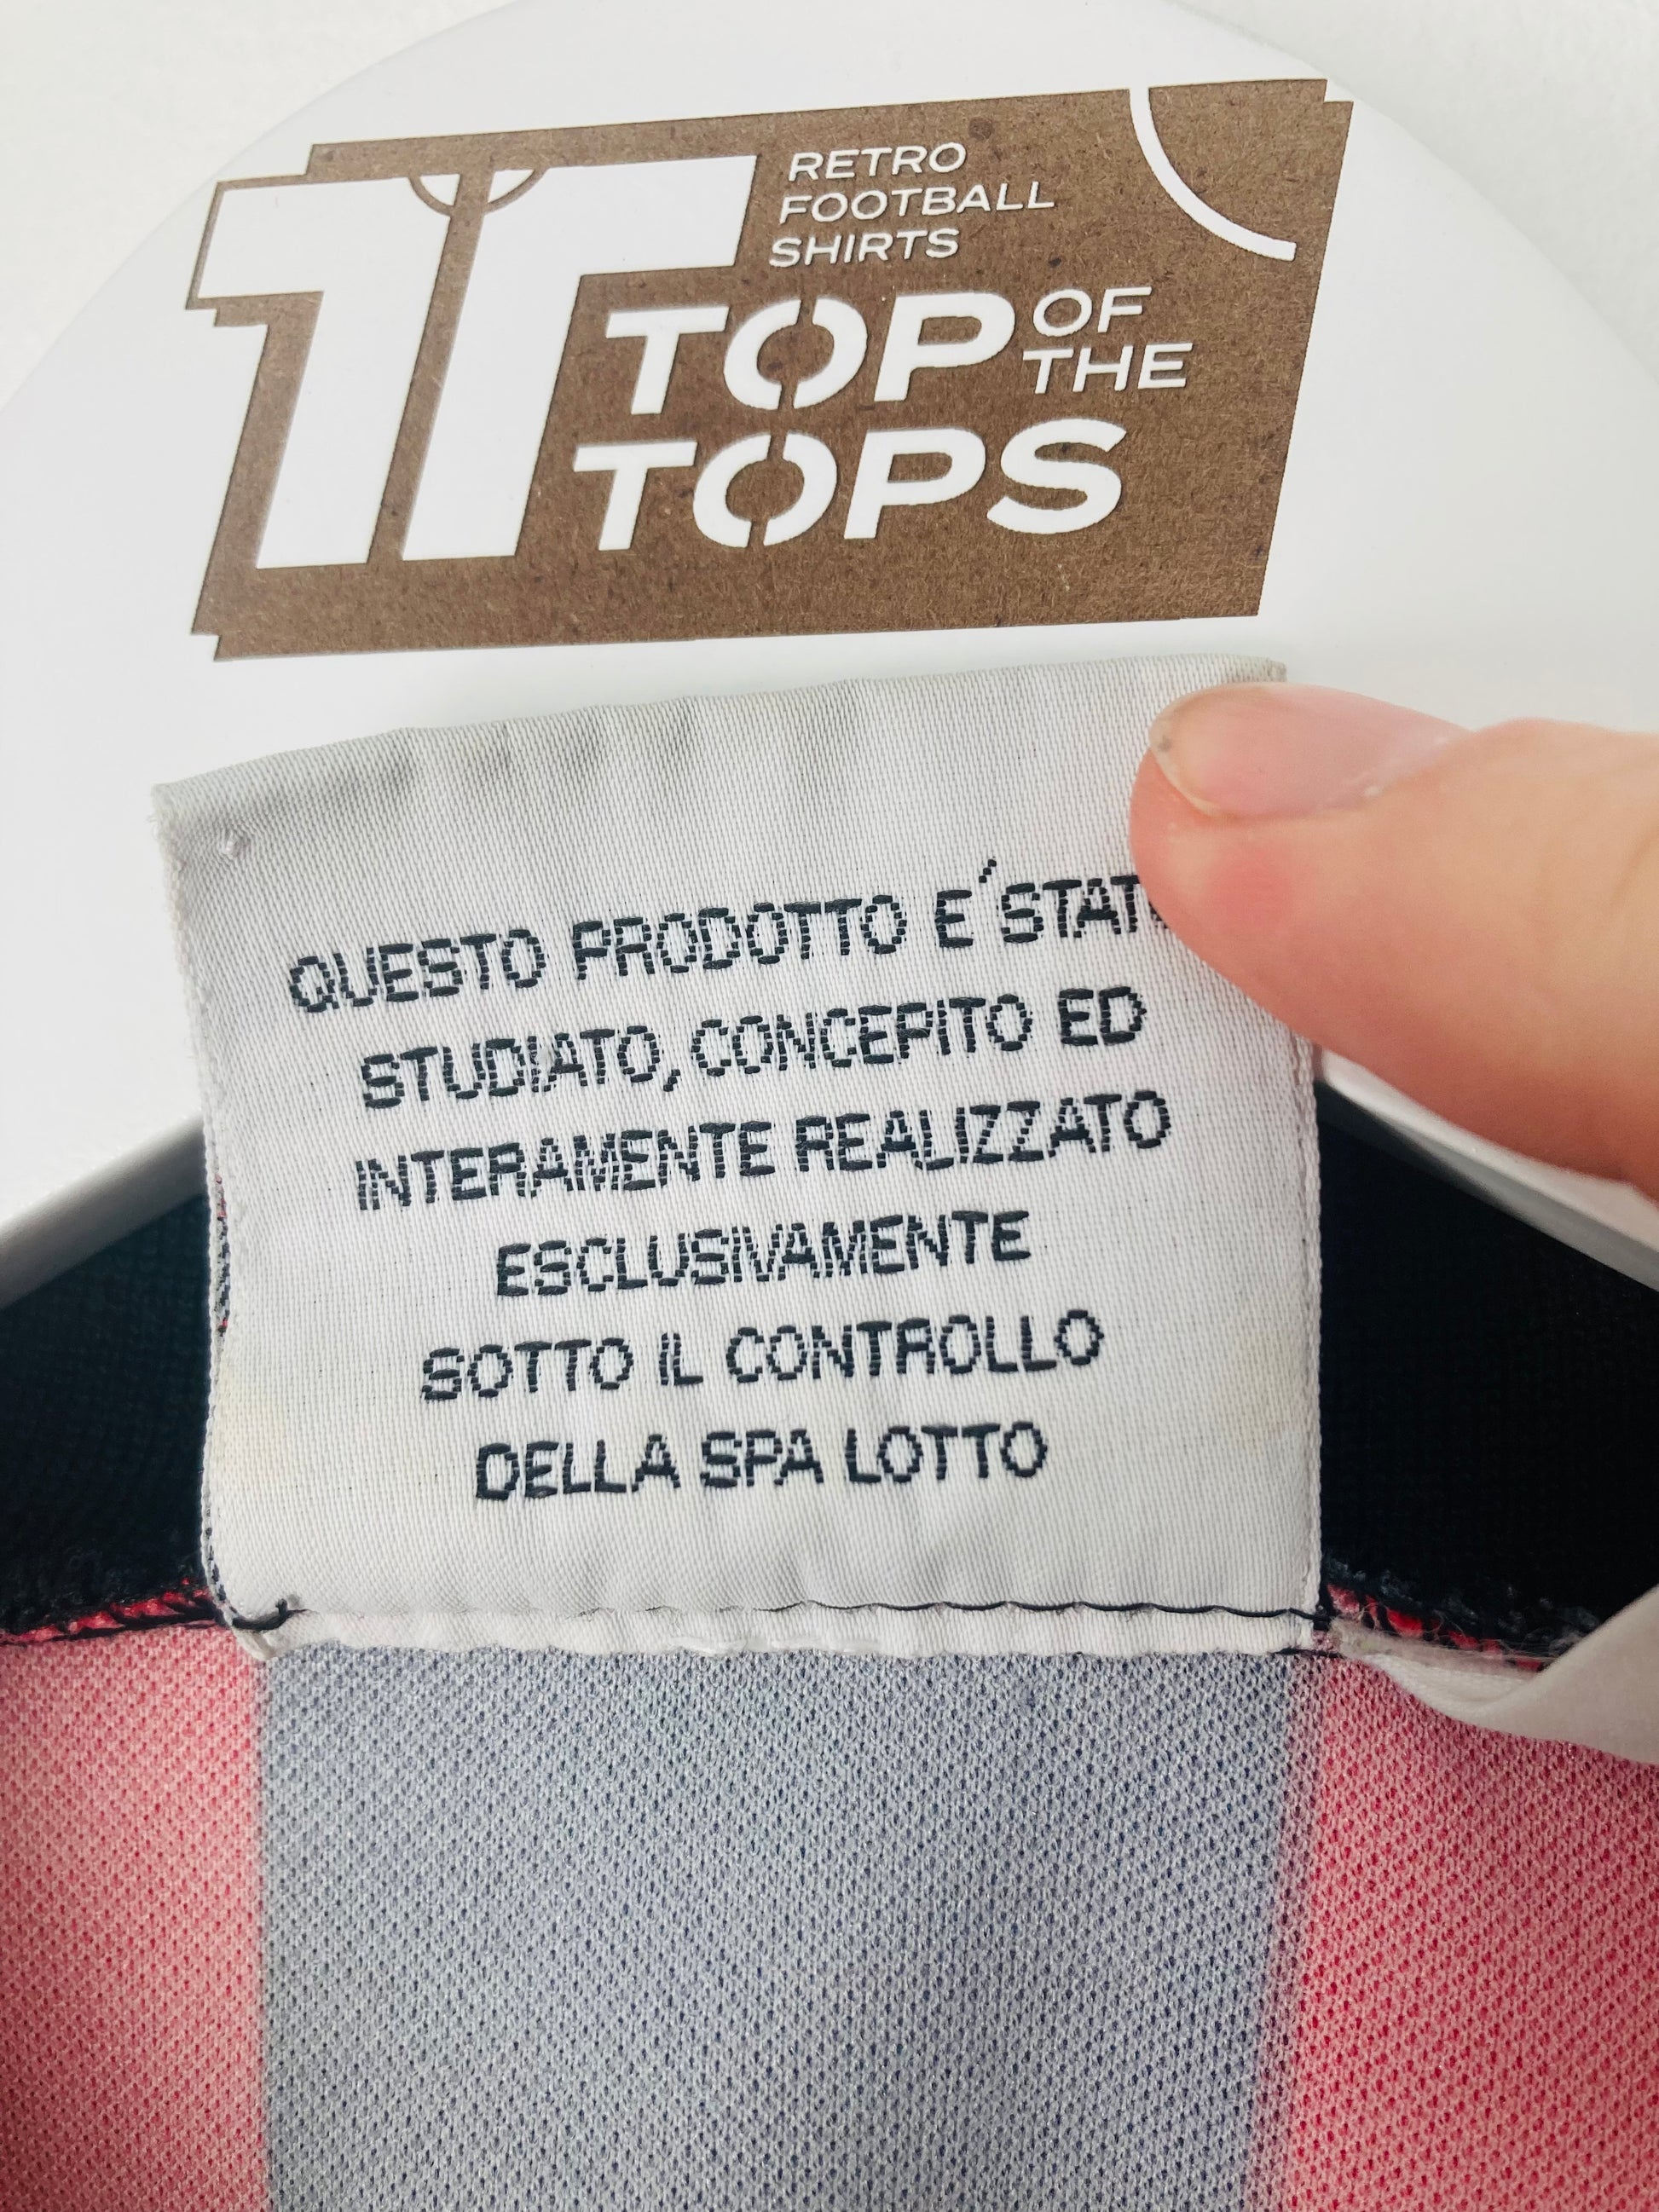 RETRO
FOOTBALL
SHIRTS
TOP OF THE
TOPS
QUESTO PRODOTTO E´ STAT
STUDIATO, CONCEPITO ED
INTERAMENTE REALIZZATO
ESCLUSIVAMENTE
SOTTO IL CONTROLLO
DELLA SPA LOTTO